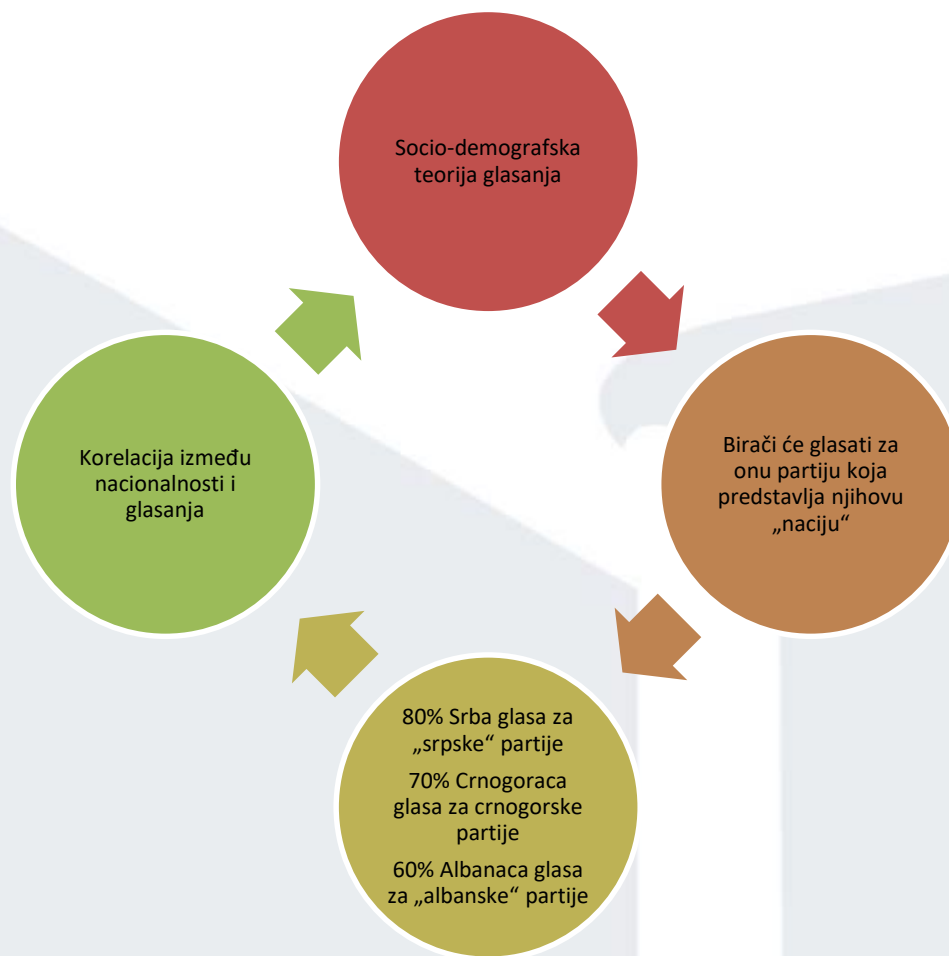 Socio-demografska
teorija glasanja
Birači će glasati za
onu partiju koja
predstavlja njihovu
„naciju“
80% Srba glasa za
„srpske“ partije
70% Crnogoraca
glasa za crnogorske
partije
60% Albanaca glasa
za „albanske“ partije
Korelacija između
nacionalnosti i
glasanja